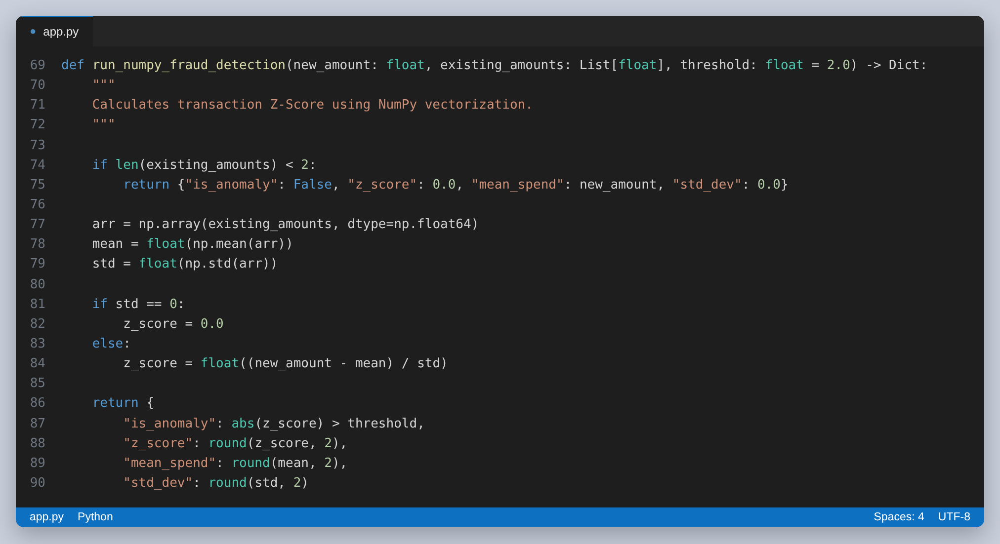 app.py
69 def run_numpy_fraud_detection(new_amount: float, existing_amounts: List[float], threshold: float = 2.0) -> Dict:
70     """
71     Calculates transaction Z-Score using NumPy vectorization.
72     """
73
74     if len(existing_amounts) < 2:
75         return {"is_anomaly": False, "z_score": 0.0, "mean_spend": new_amount, "std_dev": 0.0}
76
77     arr = np.array(existing_amounts, dtype=np.float64)
78     mean = float(np.mean(arr))
79     std = float(np.std(arr))
80
81     if std == 0:
82         z_score = 0.0
83     else:
84         z_score = float((new_amount - mean) / std)
85
86     return {
87         "is_anomaly": abs(z_score) > threshold,
88         "z_score": round(z_score, 2),
89         "mean_spend": round(mean, 2),
90         "std_dev": round(std, 2)
app.py Python Spaces: 4 UTF-8